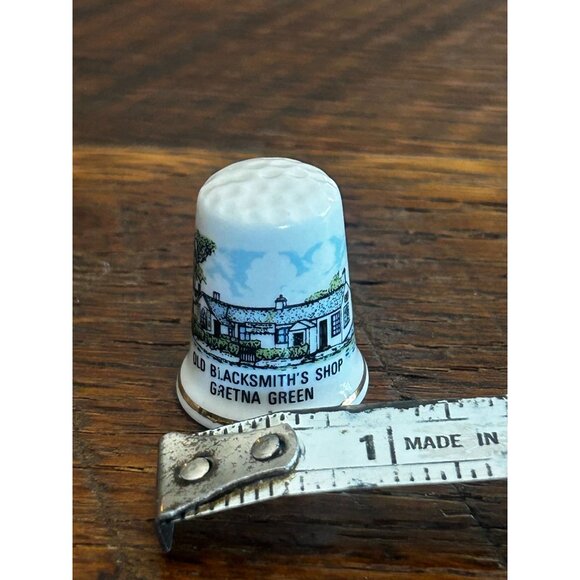 OLD BLACKSMITH'S SHOP
GRETNA GREEN
1 MADE IN